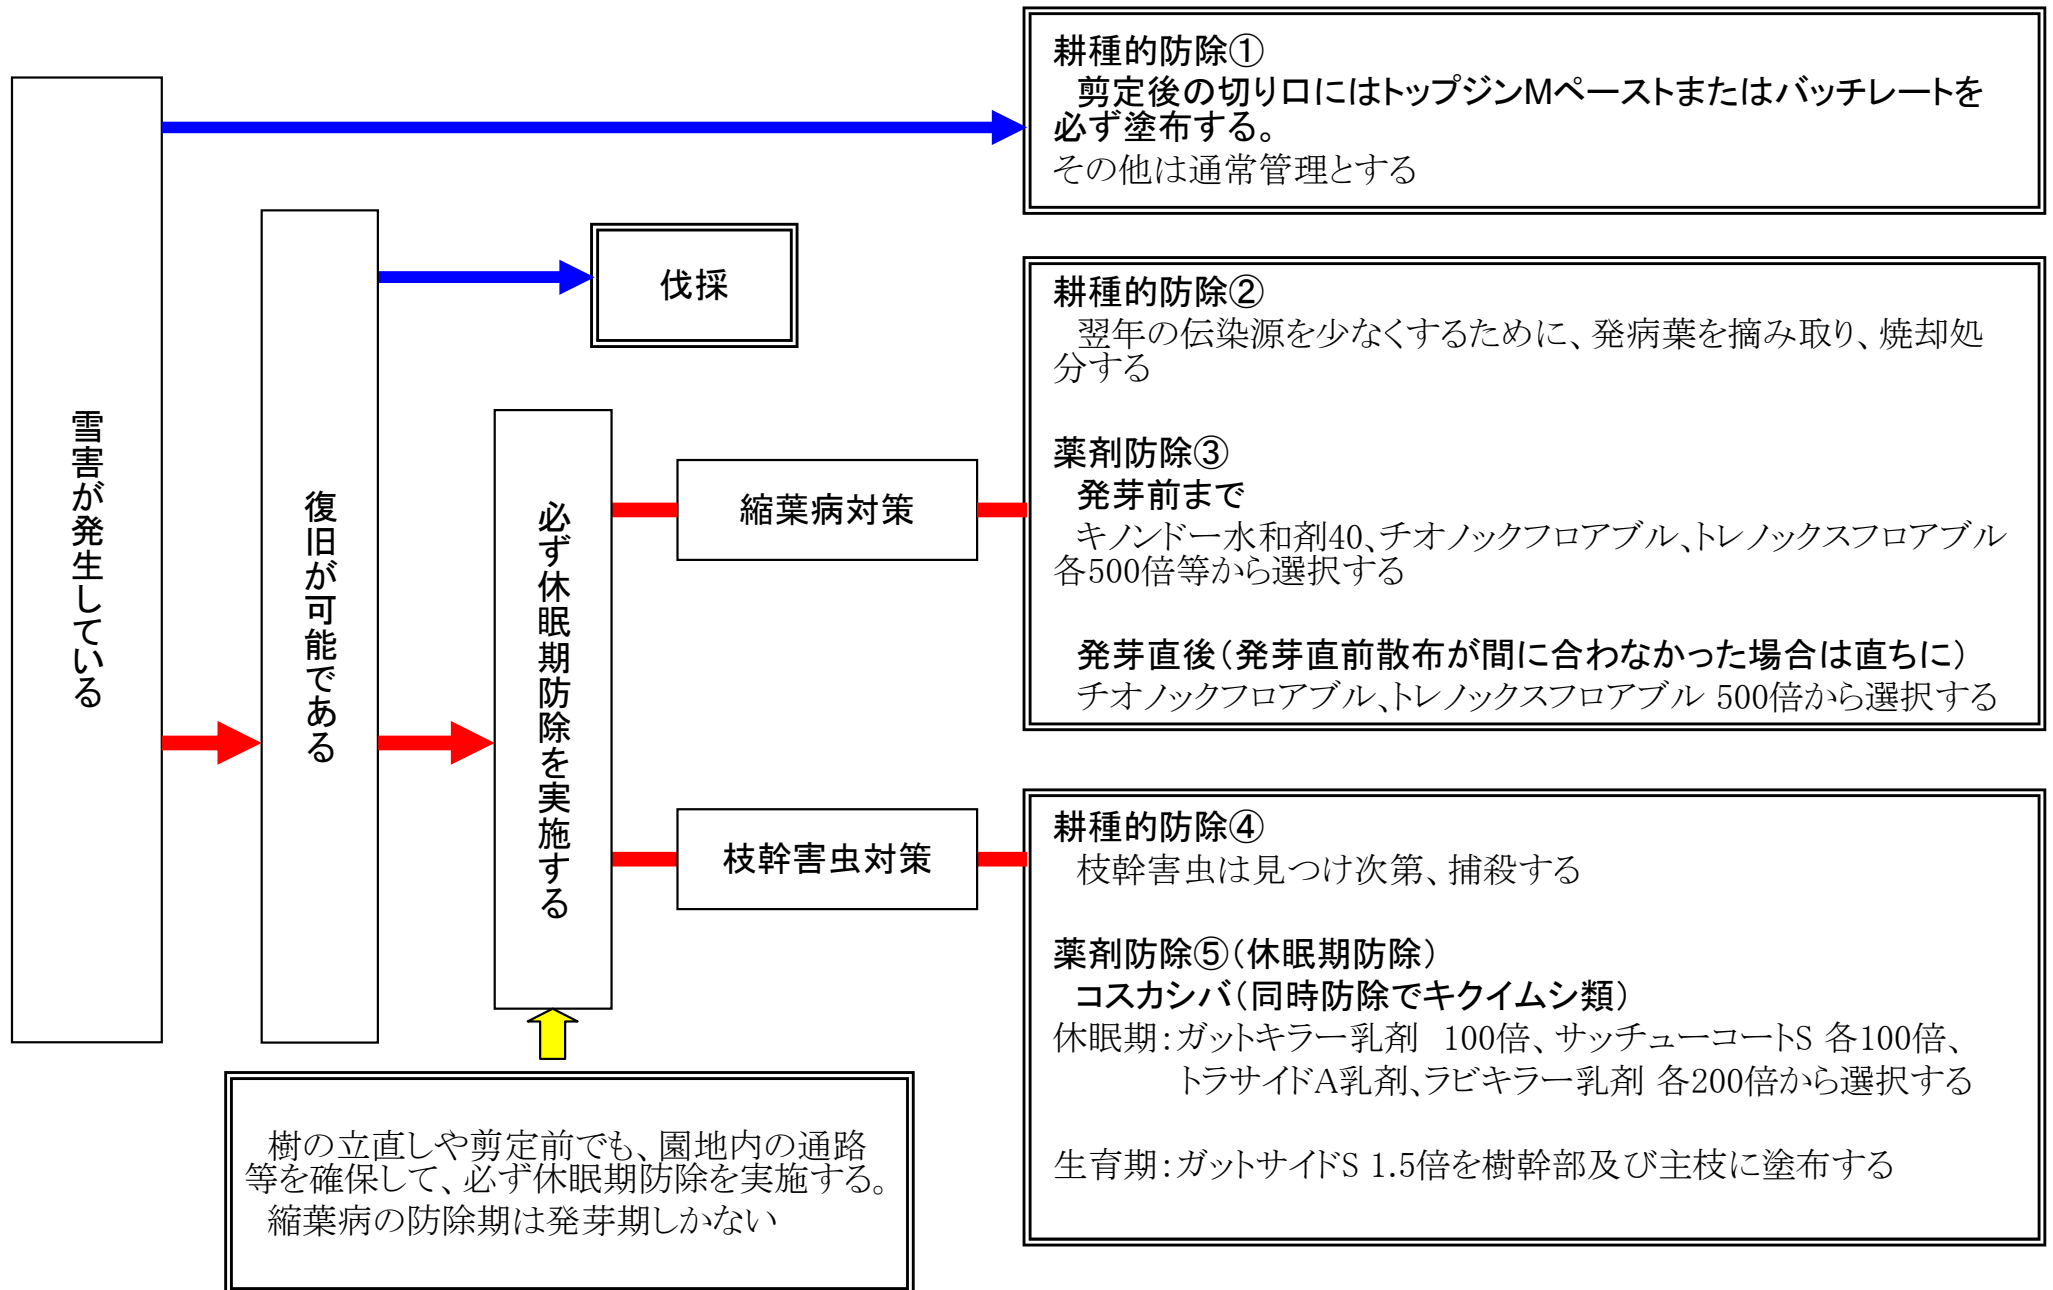 雪害が発生している
復旧が可能である
必ず休眠期防除を実施する
伐採
縮葉病対策
枝幹害虫対策
耕種的防除①
剪定後の切り口にはトップジンMペーストまたはバッチレートを
必ず塗布する。
その他は通常管理とする
耕種的防除②
翌年の伝染源を少なくするために、発病葉を摘み取り、焼却処
分する
薬剤防除③
発芽前まで
キノンドー水和剤40、チオノックフロアブル、トレノックスフロアブル
各500倍等から選択する
発芽直後（発芽直前散布が間に合わなかった場合は直ちに）
チオノックフロアブル、トレノックスフロアブル 500倍から選択する
耕種的防除④
枝幹害虫は見つけ次第、捕殺する
薬剤防除⑤（休眠期防除）
コスカシバ（同時防除でキクイムシ類）
休眠期：ガットキラー乳剤 100倍、サッチューコートS 各100倍、
トラサイドA乳剤、ラビキラー乳剤 各200倍から選択する
生育期：ガットサイドS 1.5倍を樹幹部及び主枝に塗布する
樹の立直しや剪定前でも、園地内の通路
等を確保して、必ず休眠期防除を実施する。
縮葉病の防除期は発芽期しかない